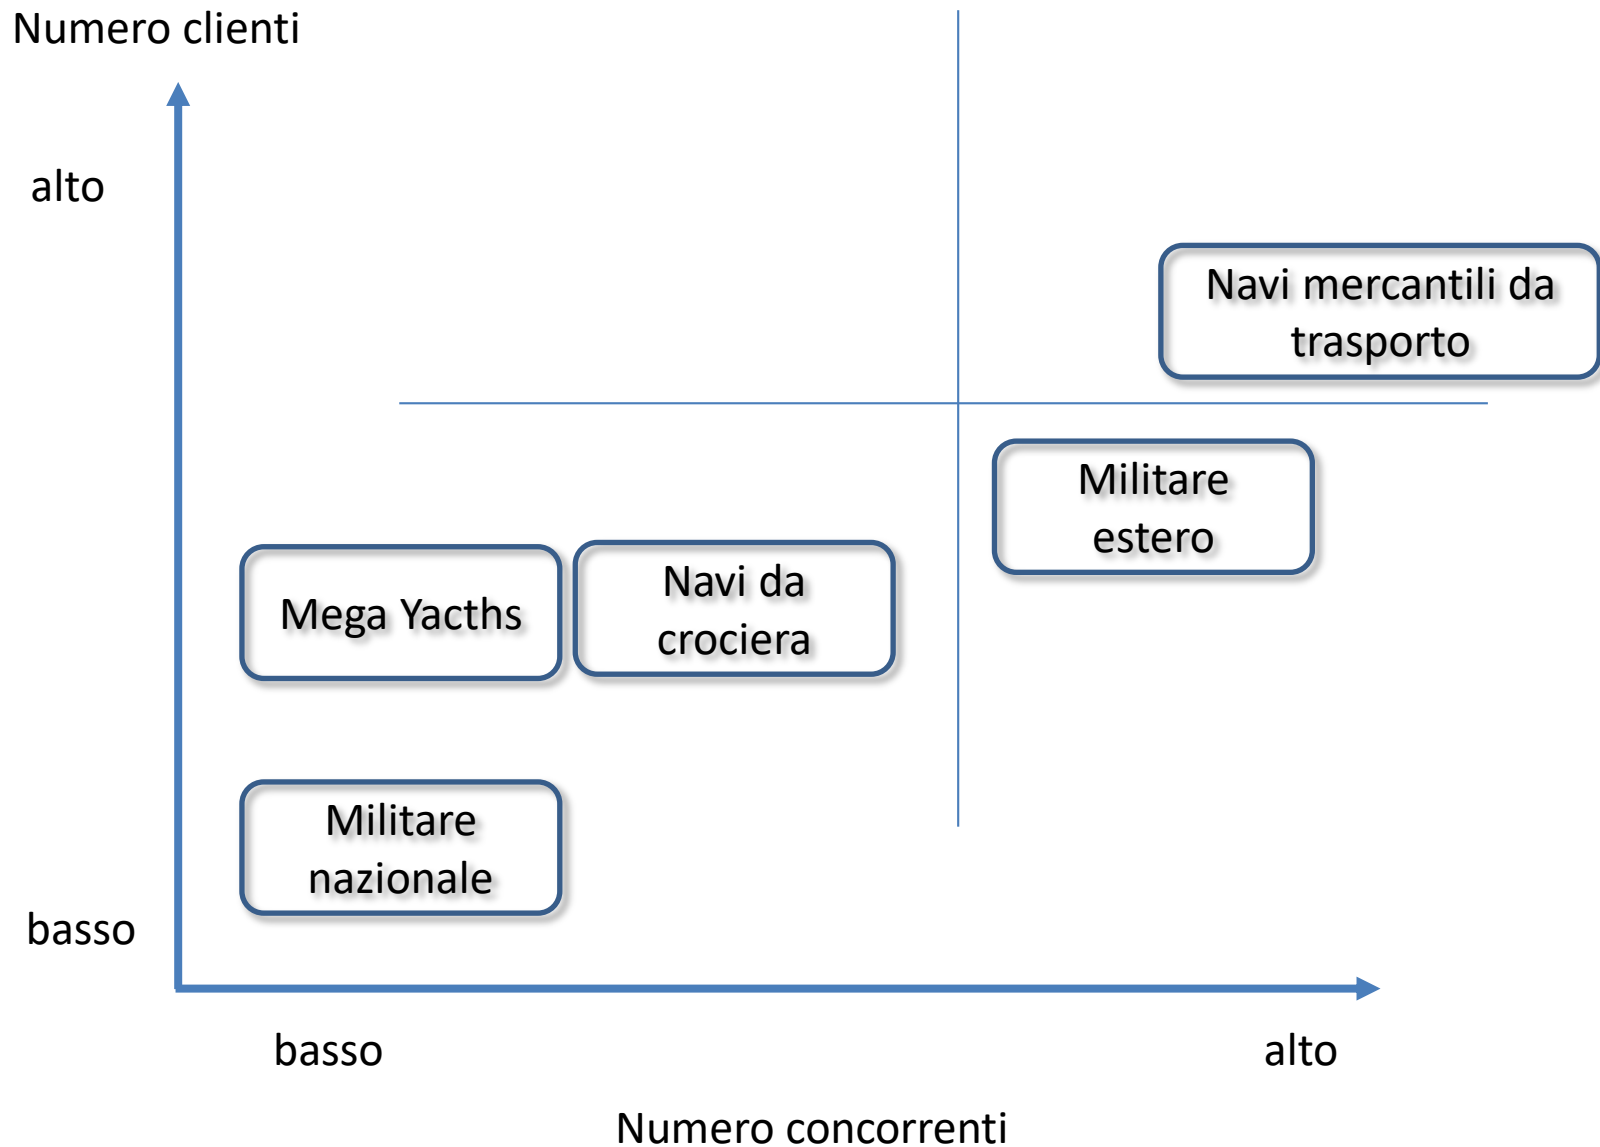 Numero clienti
alto
Navi mercantili da
trasporto
Militare
estero
Mega Yacths
Navi da
crociera
Militare
nazionale
basso
basso
alto
Numero concorrenti